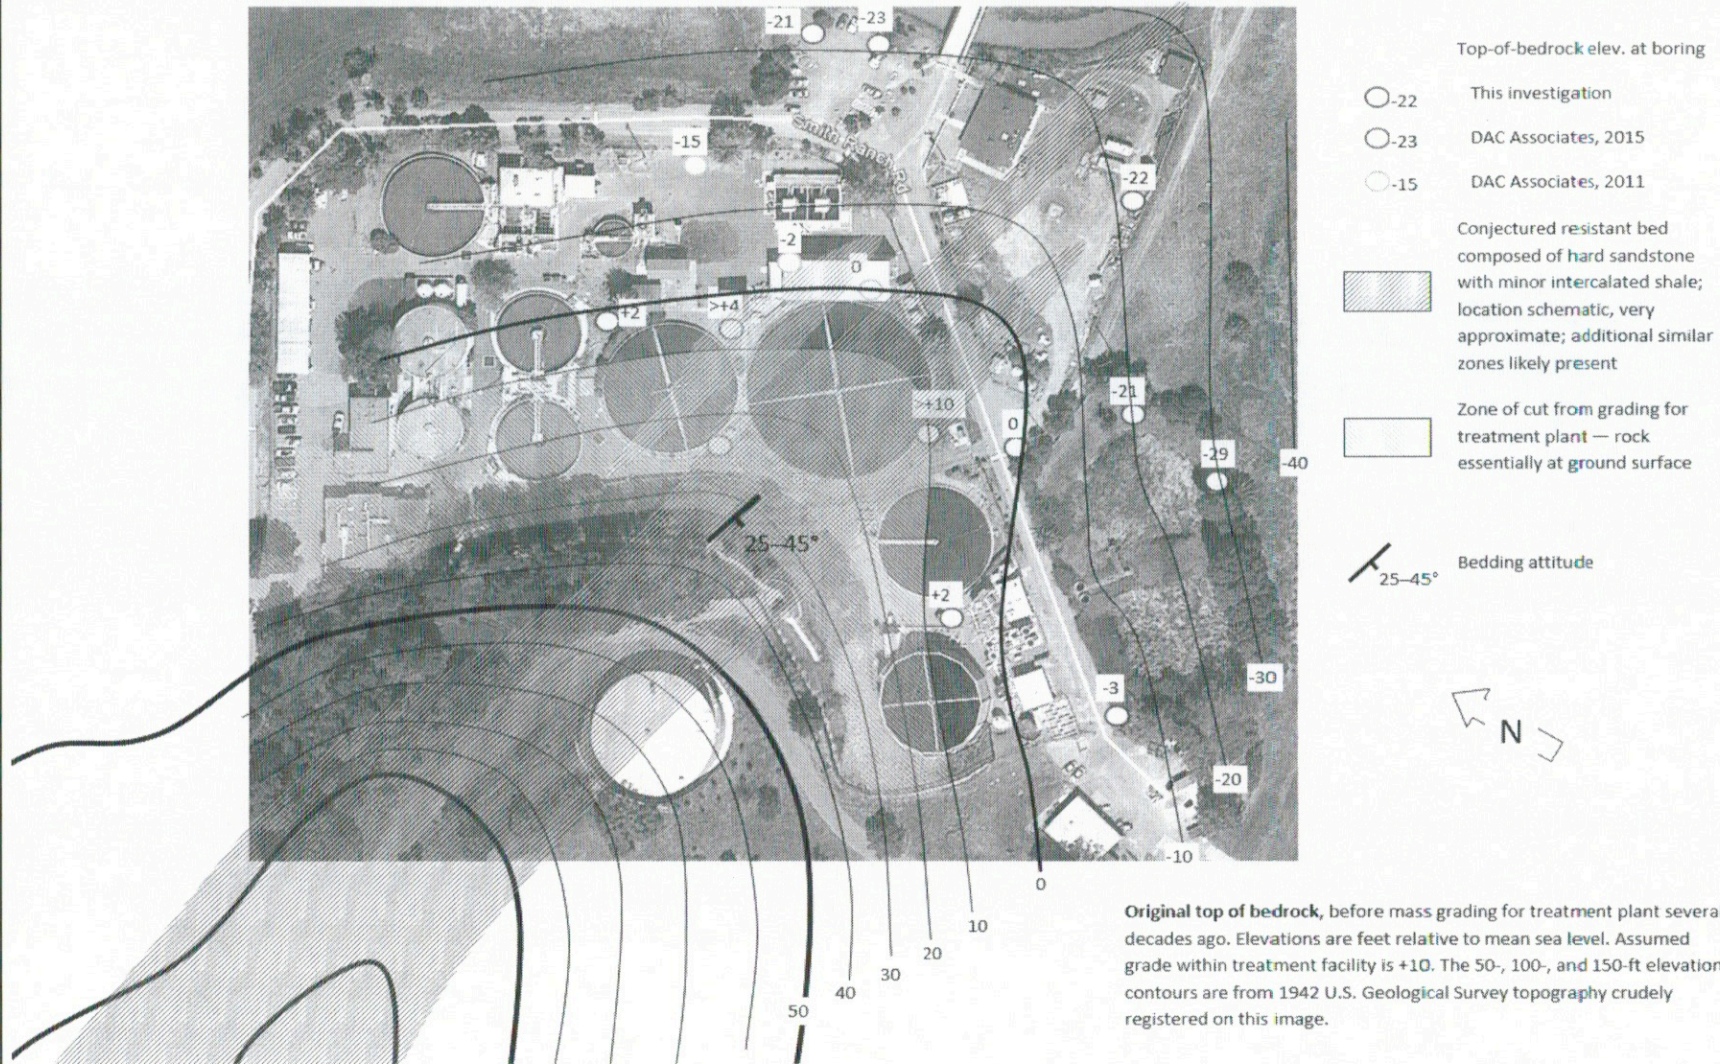 -21
-23
Smith Ranch Rd
-15
-22
-2
0
+2
>+4
+10
-21
0
-29
-40
25–45°
+2
-30
-3
-20
-10
0
10
20
30
40
50
Top-of-bedrock elev. at boring
-22 This investigation
-23 DAC Associates, 2015
-15 DAC Associates, 2011
Conjectured resistant bed
composed of hard sandstone
with minor intercalated shale;
location schematic, very
approximate; additional similar
zones likely present
Zone of cut from grading for
treatment plant — rock
essentially at ground surface
25–45° Bedding attitude
N
Original top of bedrock, before mass grading for treatment plant severa
decades ago. Elevations are feet relative to mean sea level. Assumed
grade within treatment facility is +10. The 50-, 100-, and 150-ft elevation
contours are from 1942 U.S. Geological Survey topography crudely
registered on this image.